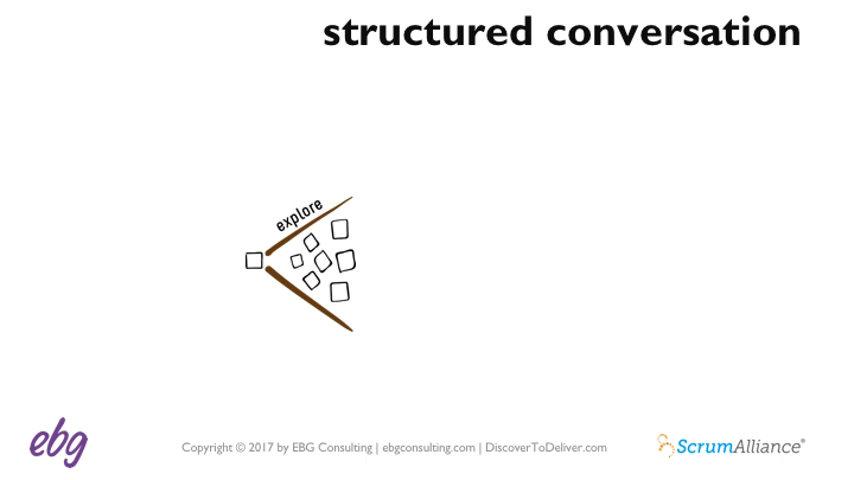 structured conversation
explore
ebg
Copyright © 2017 by EBG Consulting | ebgconsulting.com | DiscoverToDeliver.com
ScrumAlliance®